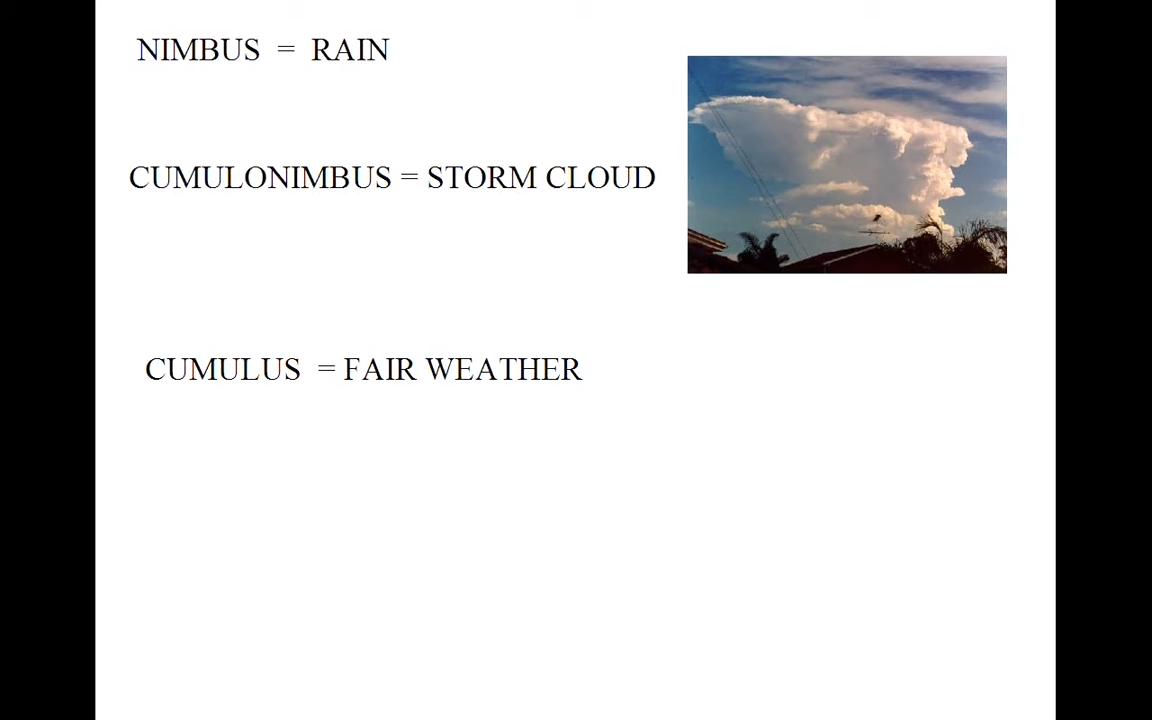 NIMBUS = RAIN
CUMULONIMBUS = STORM CLOUD
CUMULUS = FAIR WEATHER